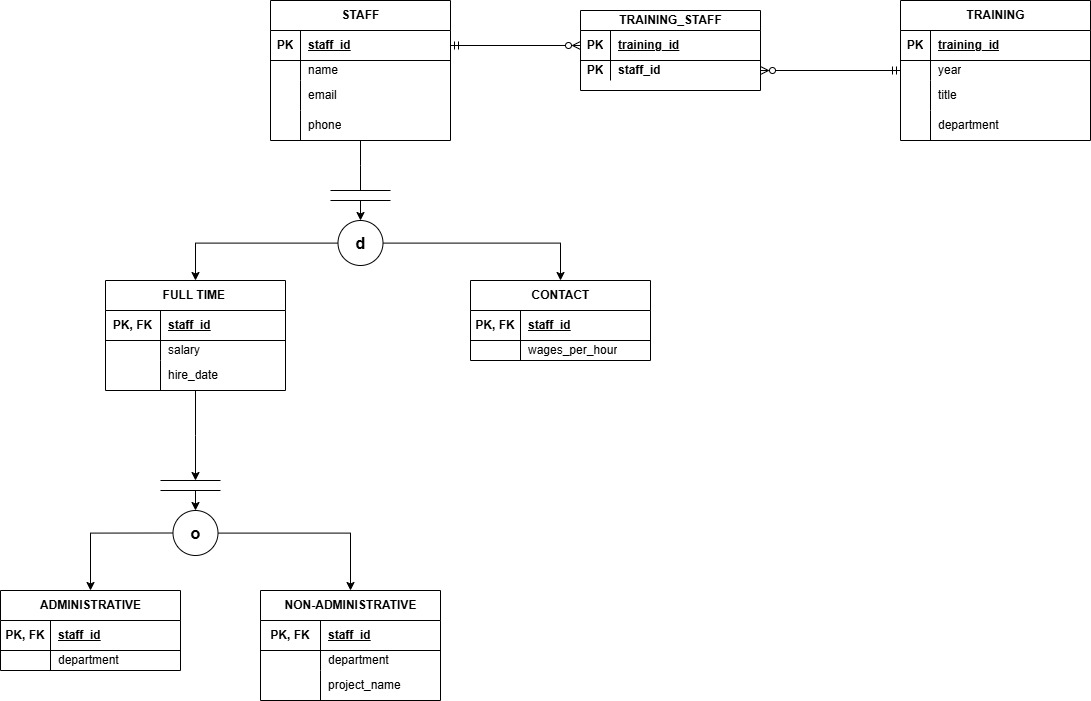 STAFF
PK staff_id
name
email
phone
TRAINING_STAFF
PK training_id
PK staff_id
TRAINING
PK training_id
year
title
department
d
FULL TIME
PK, FK staff_id
salary
hire_date
CONTACT
PK, FK staff_id
wages_per_hour
o
ADMINISTRATIVE
PK, FK staff_id
department
NON-ADMINISTRATIVE
PK, FK staff_id
department
project_name